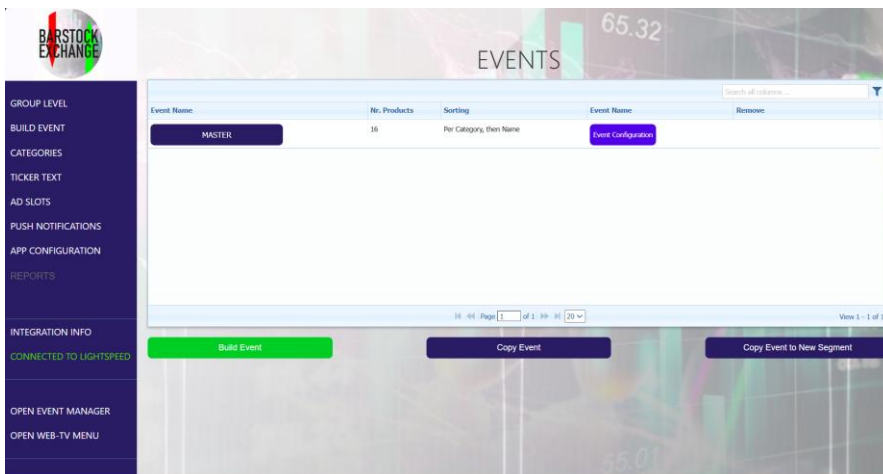 BARSTOCK
EXCHANGE
65.32
EVENTS
GROUP LEVEL
BUILD EVENT
CATEGORIES
TICKER TEXT
AD SLOTS
PUSH NOTIFICATIONS
APP CONFIGURATION
REPORTS
INTEGRATION INFO
CONNECTED TO LIGHTSPEED
OPEN EVENT MANAGER
OPEN WEB-TV MENU
Search all columns ...
Event Name Nr. Products Sorting Event Name Remove
MASTER 16 Per Category, then Name Event Configuration
Page 1 of 1 20 View 1 - 1 of 1
Build Event Copy Event Copy Event to New Segment
55.01